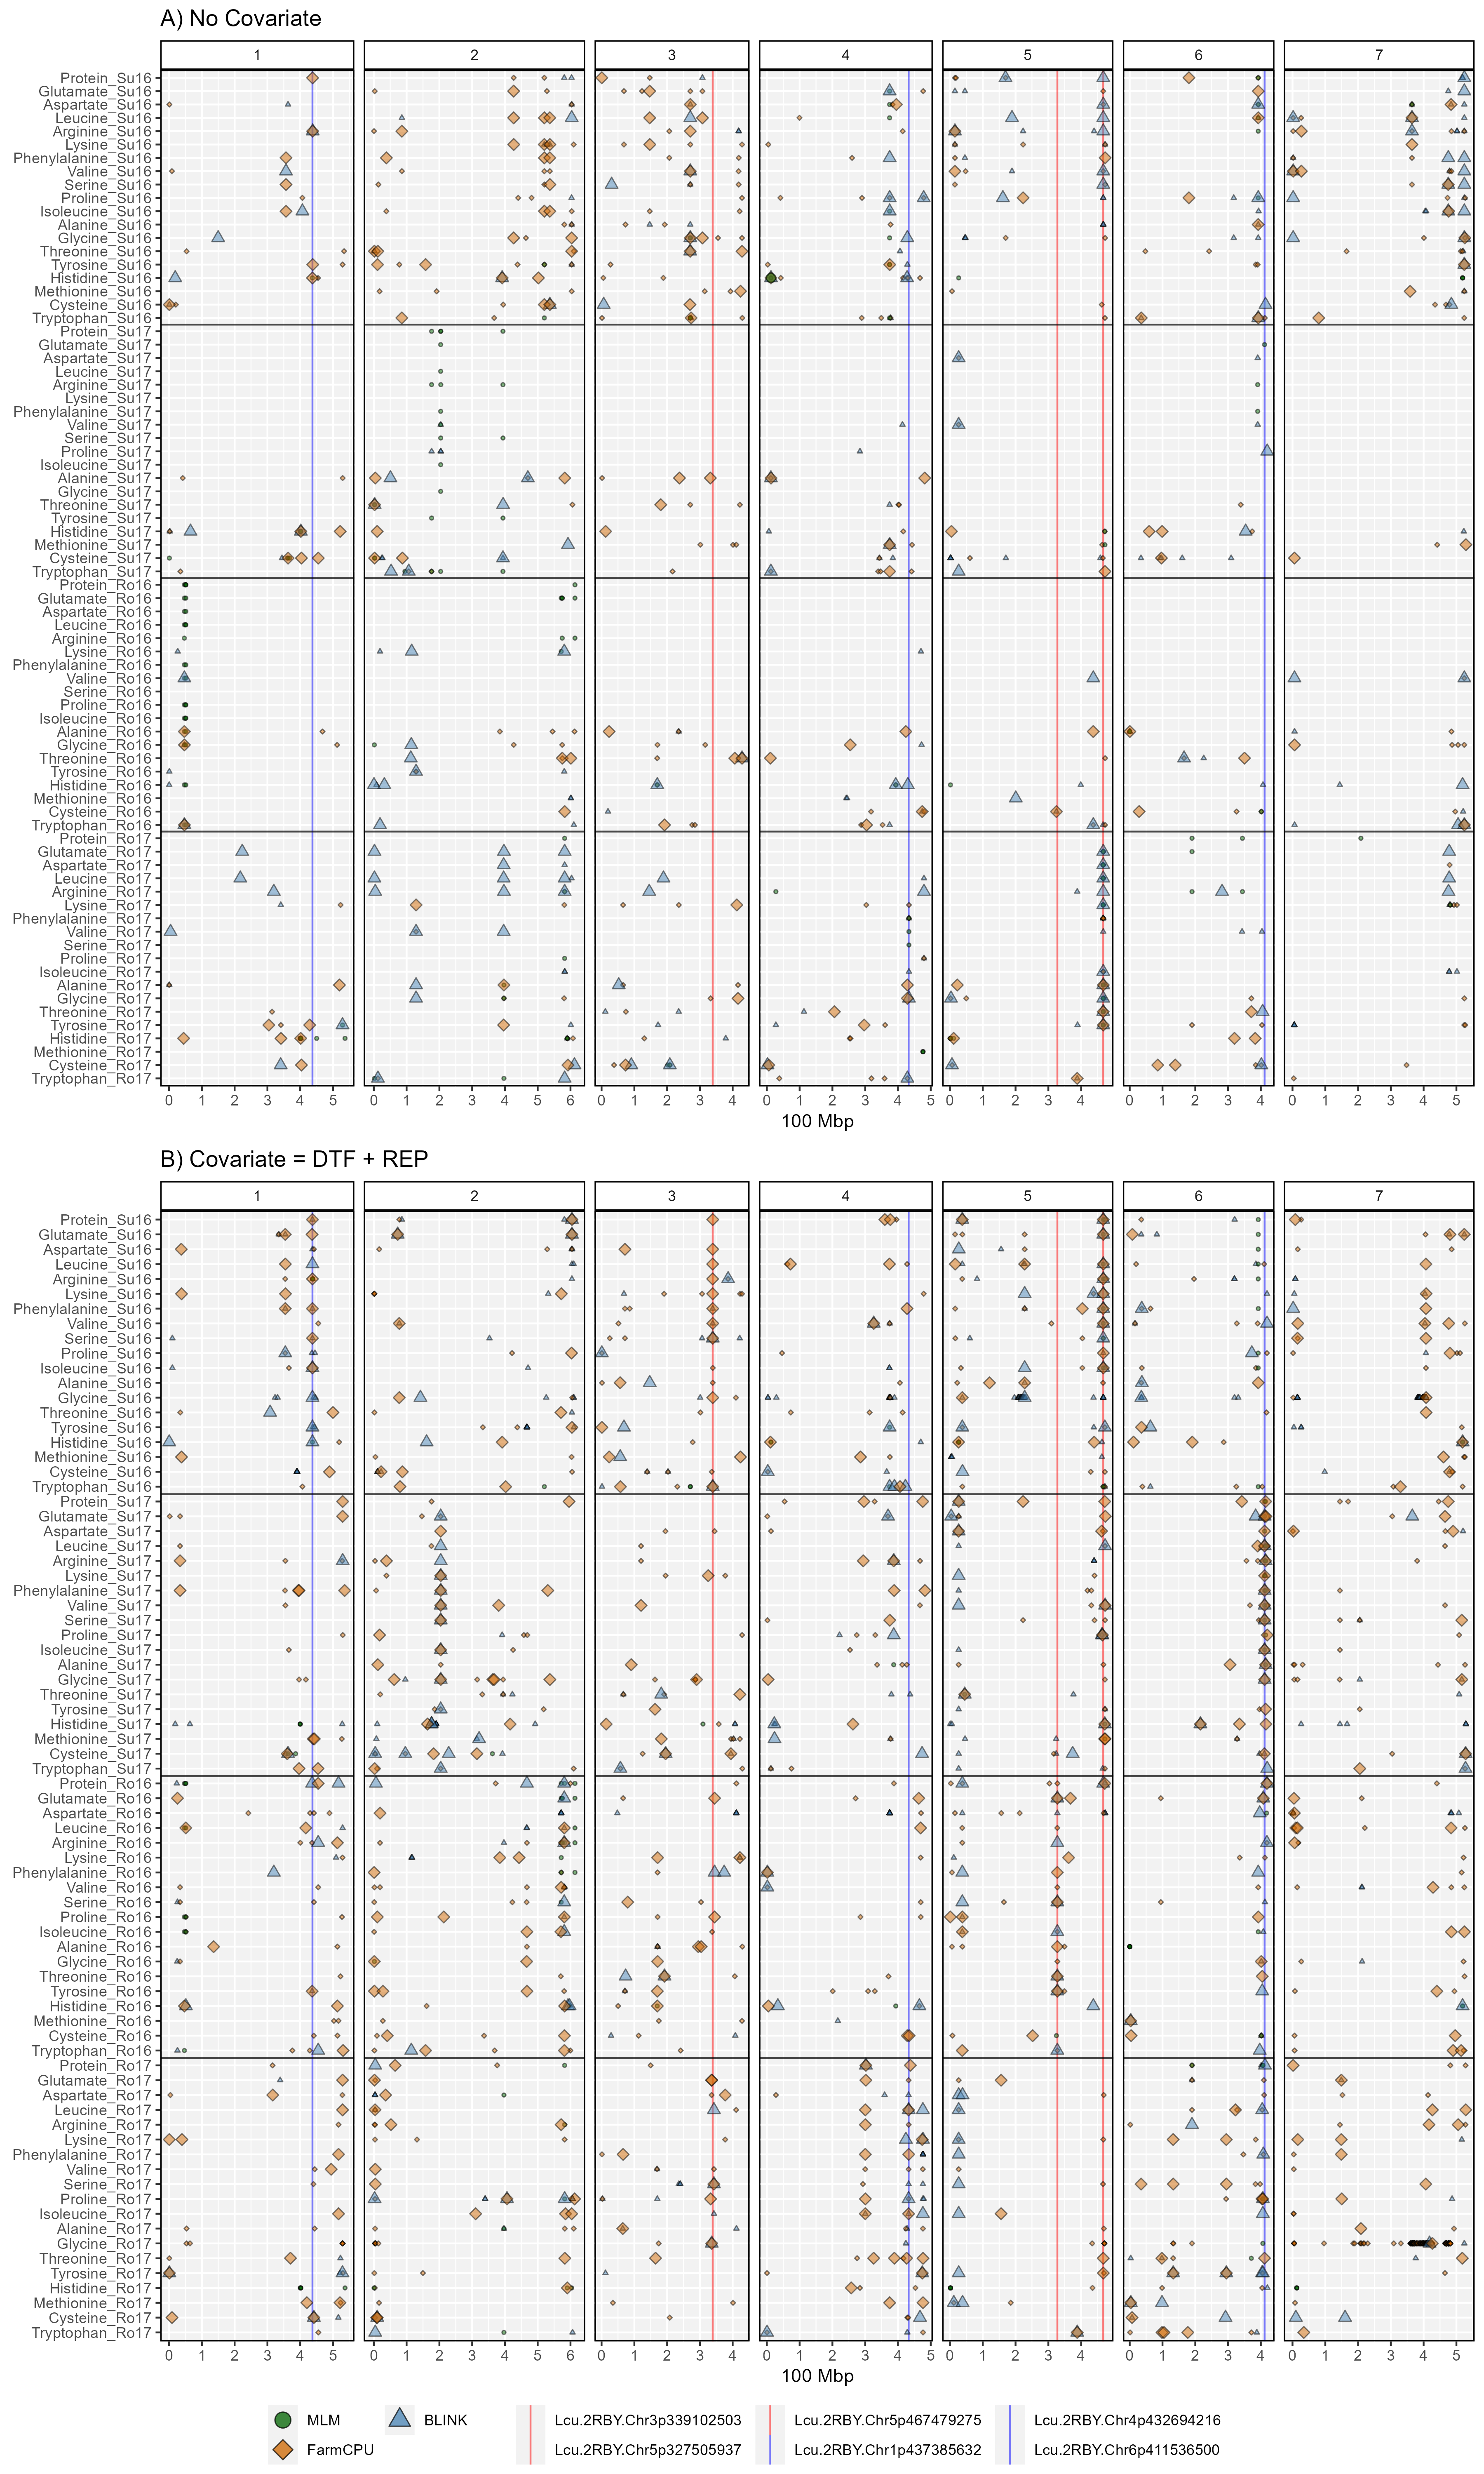 A) No Covariate
1 2 3 4 5 6 7
Protein_Su16
Glutamate_Su16
Aspartate_Su16
Leucine_Su16
Arginine_Su16
Lysine_Su16
Phenylalanine_Su16
Valine_Su16
Serine_Su16
Proline_Su16
Isoleucine_Su16
Alanine_Su16
Glycine_Su16
Threonine_Su16
Tyrosine_Su16
Histidine_Su16
Methionine_Su16
Cysteine_Su16
Tryptophan_Su16
Protein_Su17
Glutamate_Su17
Aspartate_Su17
Leucine_Su17
Arginine_Su17
Lysine_Su17
Phenylalanine_Su17
Valine_Su17
Serine_Su17
Proline_Su17
Isoleucine_Su17
Alanine_Su17
Glycine_Su17
Threonine_Su17
Tyrosine_Su17
Histidine_Su17
Methionine_Su17
Cysteine_Su17
Tryptophan_Su17
Protein_Ro16
Glutamate_Ro16
Aspartate_Ro16
Leucine_Ro16
Arginine_Ro16
Lysine_Ro16
Phenylalanine_Ro16
Valine_Ro16
Serine_Ro16
Proline_Ro16
Isoleucine_Ro16
Alanine_Ro16
Glycine_Ro16
Threonine_Ro16
Tyrosine_Ro16
Histidine_Ro16
Methionine_Ro16
Cysteine_Ro16
Tryptophan_Ro16
Protein_Ro17
Glutamate_Ro17
Aspartate_Ro17
Leucine_Ro17
Arginine_Ro17
Lysine_Ro17
Phenylalanine_Ro17
Valine_Ro17
Serine_Ro17
Proline_Ro17
Isoleucine_Ro17
Alanine_Ro17
Glycine_Ro17
Threonine_Ro17
Tyrosine_Ro17
Histidine_Ro17
Methionine_Ro17
Cysteine_Ro17
Tryptophan_Ro17
0 1 2 3 4 5 0 1 2 3 4 5 6 0 1 2 3 4 0 1 2 3 4 5 0 1 2 3 4 0 1 2 3 4 0 1 2 3 4 5
100 Mbp
B) Covariate = DTF + REP
1 2 3 4 5 6 7
Protein_Su16
Glutamate_Su16
Aspartate_Su16
Leucine_Su16
Arginine_Su16
Lysine_Su16
Phenylalanine_Su16
Valine_Su16
Serine_Su16
Proline_Su16
Isoleucine_Su16
Alanine_Su16
Glycine_Su16
Threonine_Su16
Tyrosine_Su16
Histidine_Su16
Methionine_Su16
Cysteine_Su16
Tryptophan_Su16
Protein_Su17
Glutamate_Su17
Aspartate_Su17
Leucine_Su17
Arginine_Su17
Lysine_Su17
Phenylalanine_Su17
Valine_Su17
Serine_Su17
Proline_Su17
Isoleucine_Su17
Alanine_Su17
Glycine_Su17
Threonine_Su17
Tyrosine_Su17
Histidine_Su17
Methionine_Su17
Cysteine_Su17
Tryptophan_Su17
Protein_Ro16
Glutamate_Ro16
Aspartate_Ro16
Leucine_Ro16
Arginine_Ro16
Lysine_Ro16
Phenylalanine_Ro16
Valine_Ro16
Serine_Ro16
Proline_Ro16
Isoleucine_Ro16
Alanine_Ro16
Glycine_Ro16
Threonine_Ro16
Tyrosine_Ro16
Histidine_Ro16
Methionine_Ro16
Cysteine_Ro16
Tryptophan_Ro16
Protein_Ro17
Glutamate_Ro17
Aspartate_Ro17
Leucine_Ro17
Arginine_Ro17
Lysine_Ro17
Phenylalanine_Ro17
Valine_Ro17
Serine_Ro17
Proline_Ro17
Isoleucine_Ro17
Alanine_Ro17
Glycine_Ro17
Threonine_Ro17
Tyrosine_Ro17
Histidine_Ro17
Methionine_Ro17
Cysteine_Ro17
Tryptophan_Ro17
0 1 2 3 4 5 0 1 2 3 4 5 6 0 1 2 3 4 0 1 2 3 4 5 0 1 2 3 4 0 1 2 3 4 0 1 2 3 4 5
100 Mbp
MLM BLINK Lcu.2RBY.Chr3p339102503 Lcu.2RBY.Chr5p467479275 Lcu.2RBY.Chr4p432694216
FarmCPU Lcu.2RBY.Chr5p327505937 Lcu.2RBY.Chr1p437385632 Lcu.2RBY.Chr6p411536500